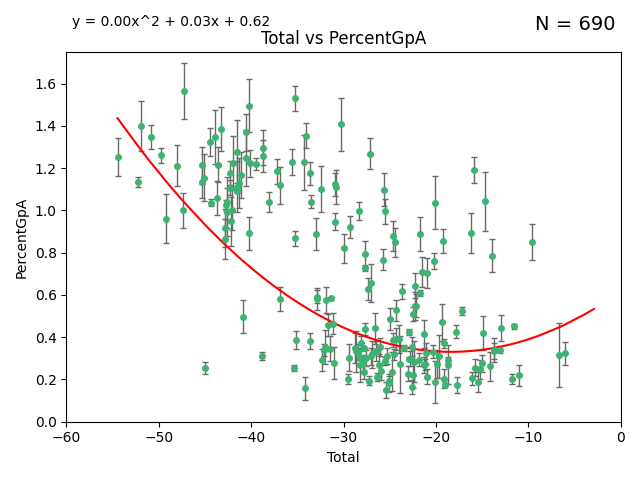 y = 0.00x^2 + 0.03x + 0.62
N = 690
Total vs PercentGpA
PercentGpA
1.6
1.4
1.2
1.0
0.8
0.6
0.4
0.2
0.0
−60 −50 −40 −30 −20 −10 0
Total